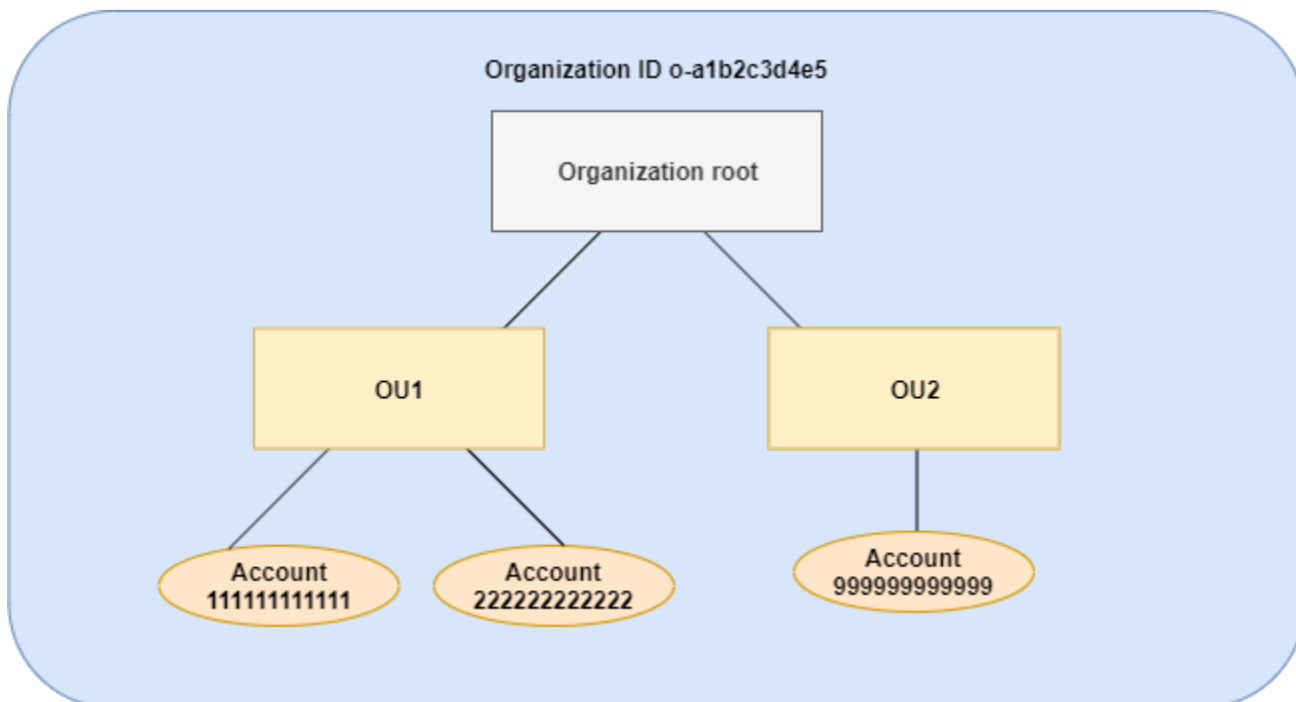 Organization ID o-a1b2c3d4e5
Organization root
OU1
OU2
Account
111111111111
Account
222222222222
Account
999999999999